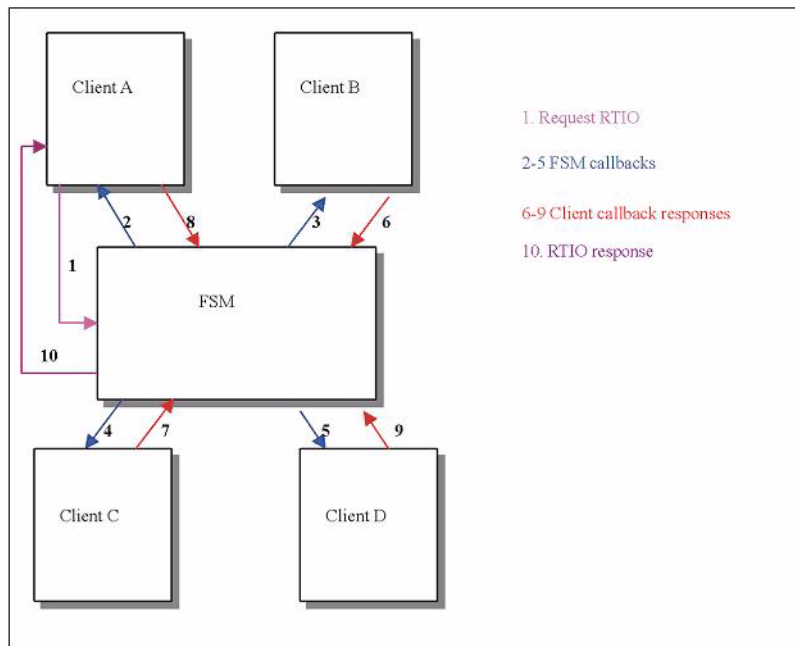 Client A
Client B
1. Request RTIO
2-5 FSM callbacks
6-9 Client callback responses
10. RTIO response
2
8
3
6
1
FSM
10
4
7
5
9
Client C
Client D